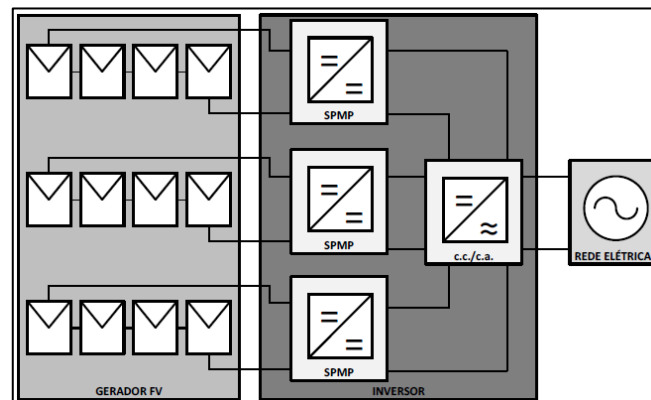 SPMP
SPMP
c.c./c.a.
REDE ELÉTRICA
SPMP
GERADOR FV
INVERSOR